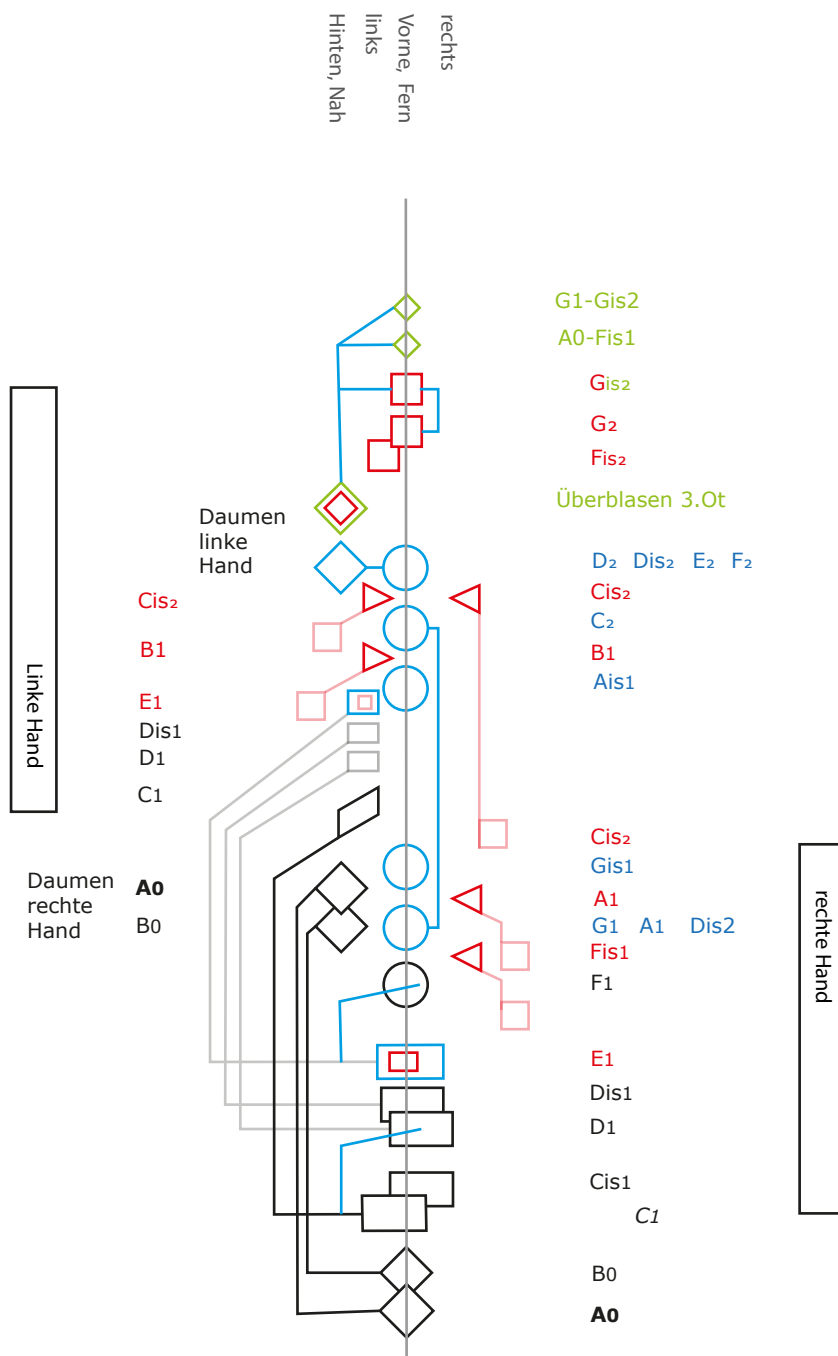 Hinten, Nah
links
Vorne, Fern
rechts
G1-Gis2
A0-Fis1
Gis2
G2
Fis2
Überblasen 3.Ot
Daumen
linke
Hand
D2 Dis2 E2 F2
Cis2
Cis2
C2
B1
B1
Ais1
E1
Dis1
D1
C1
Linke Hand
Cis2
Gis1
Daumen
rechte
Hand
A0
B0
A1
G1 A1 Dis2
Fis1
F1
rechte Hand
E1
Dis1
D1
Cis1
C1
B0
A0